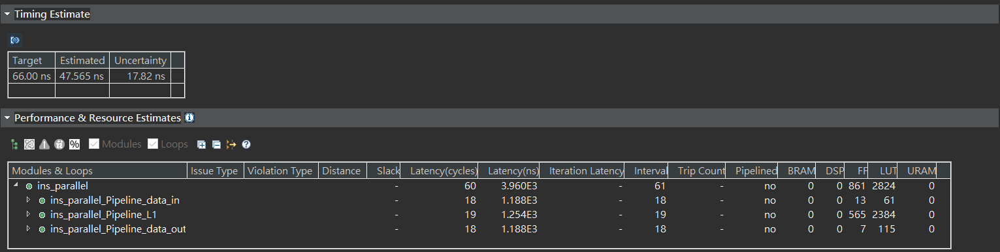 Timing Estimate
Target Estimated Uncertainty
66.00 ns 47.565 ns 17.82 ns
Performance & Resource Estimates
% Modules Loops
Modules & Loops Issue Type Violation Type Distance Slack Latency(cycles) Latency(ns) Iteration Latency Interval Trip Count Pipelined BRAM DSP FF LUT URAM
ins_parallel - 60 3.960E3 - 61 - no 0 0 861 2824 0
ins_parallel_Pipeline_data_in - 18 1.188E3 - 18 - no 0 0 13 61 0
ins_parallel_Pipeline_L1 - 19 1.254E3 - 19 - no 0 0 565 2384 0
ins_parallel_Pipeline_data_out - 18 1.188E3 - 18 - no 0 0 7 115 0